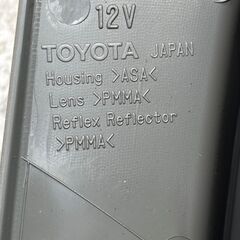 12V
TOYOTA JAPAN
Housing >ASA<
Lens >PMMA<
Reflex Reflector
>PMMA<